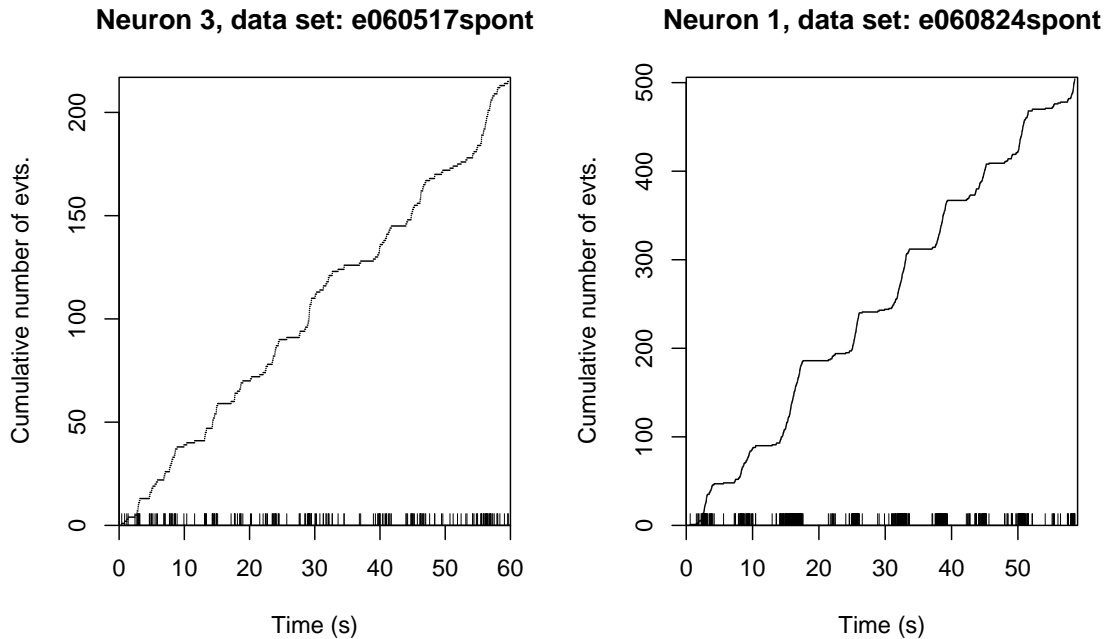 Neuron 3, data set: e060517spont
Cumulative number of evts.
200
150
100
50
0
0 10 20 30 40 50 60
Time (s)
Neuron 1, data set: e060824spont
Cumulative number of evts.
500
400
300
200
100
0
0 10 20 30 40 50
Time (s)